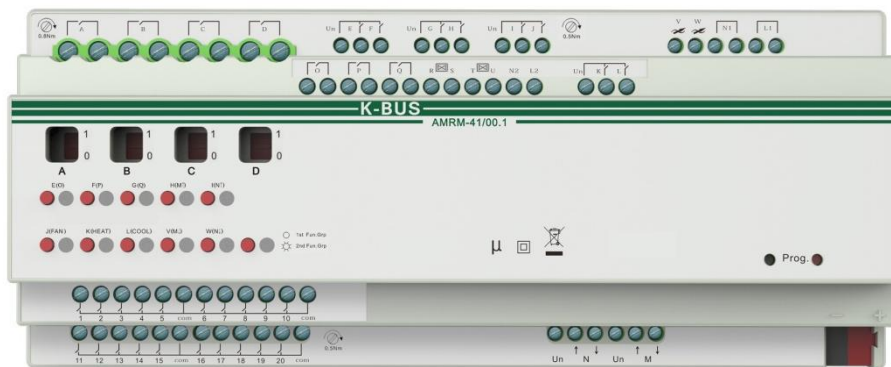 A B C D Un E F Un G H Un I J V W N1 L1
0.8Nm 0.5Nm
O P Q R S T U N2 L2 Un K L
K-BUS
AMRM-41/00.1
1 1 1 1
0 0 0 0
A B C D
E(O) F(P) G(Q)
J(FAN) K(HEAT) L(COOL)
1st Fun.Grp
2nd Fun.Grp
μ
Prog.
1 2 3 4 5 com 6 7 8 9 10 com
11 12 13 14 15 com 16 17 18 19 20 com
0.5Nm
Un N Un M